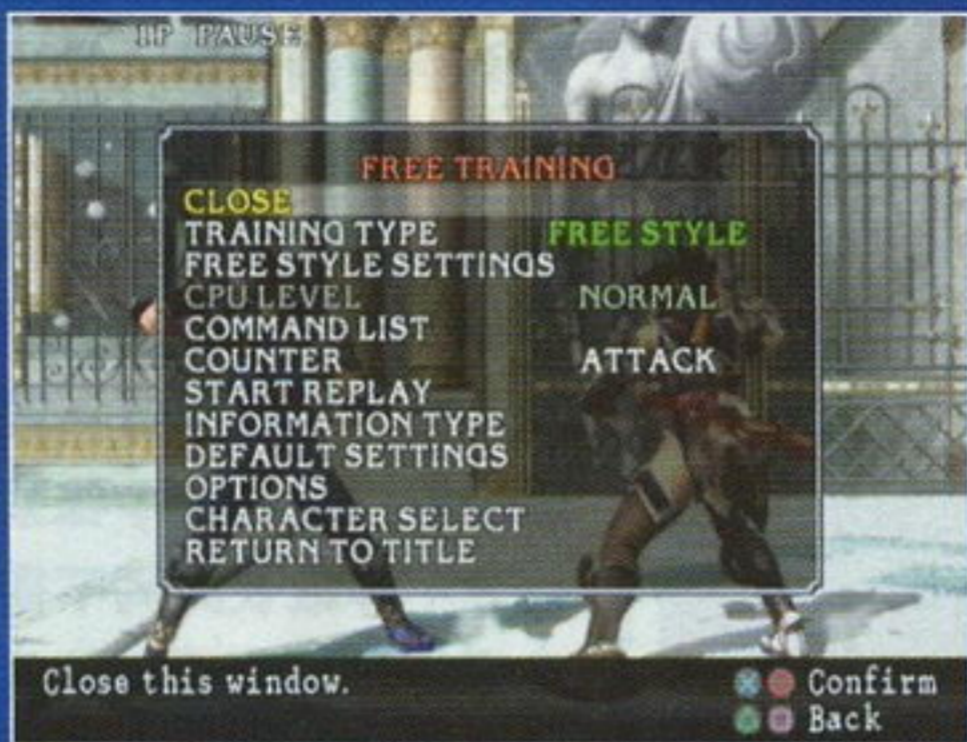 1P PAUSE
FREE TRAINING
CLOSE
TRAINING TYPE FREE STYLE
FREE STYLE SETTINGS
CPU LEVEL NORMAL
COMMAND LIST
COUNTER ATTACK
START REPLAY
INFORMATION TYPE
DEFAULT SETTINGS
OPTIONS
CHARACTER SELECT
RETURN TO TITLE
Close this window.
Confirm
Back